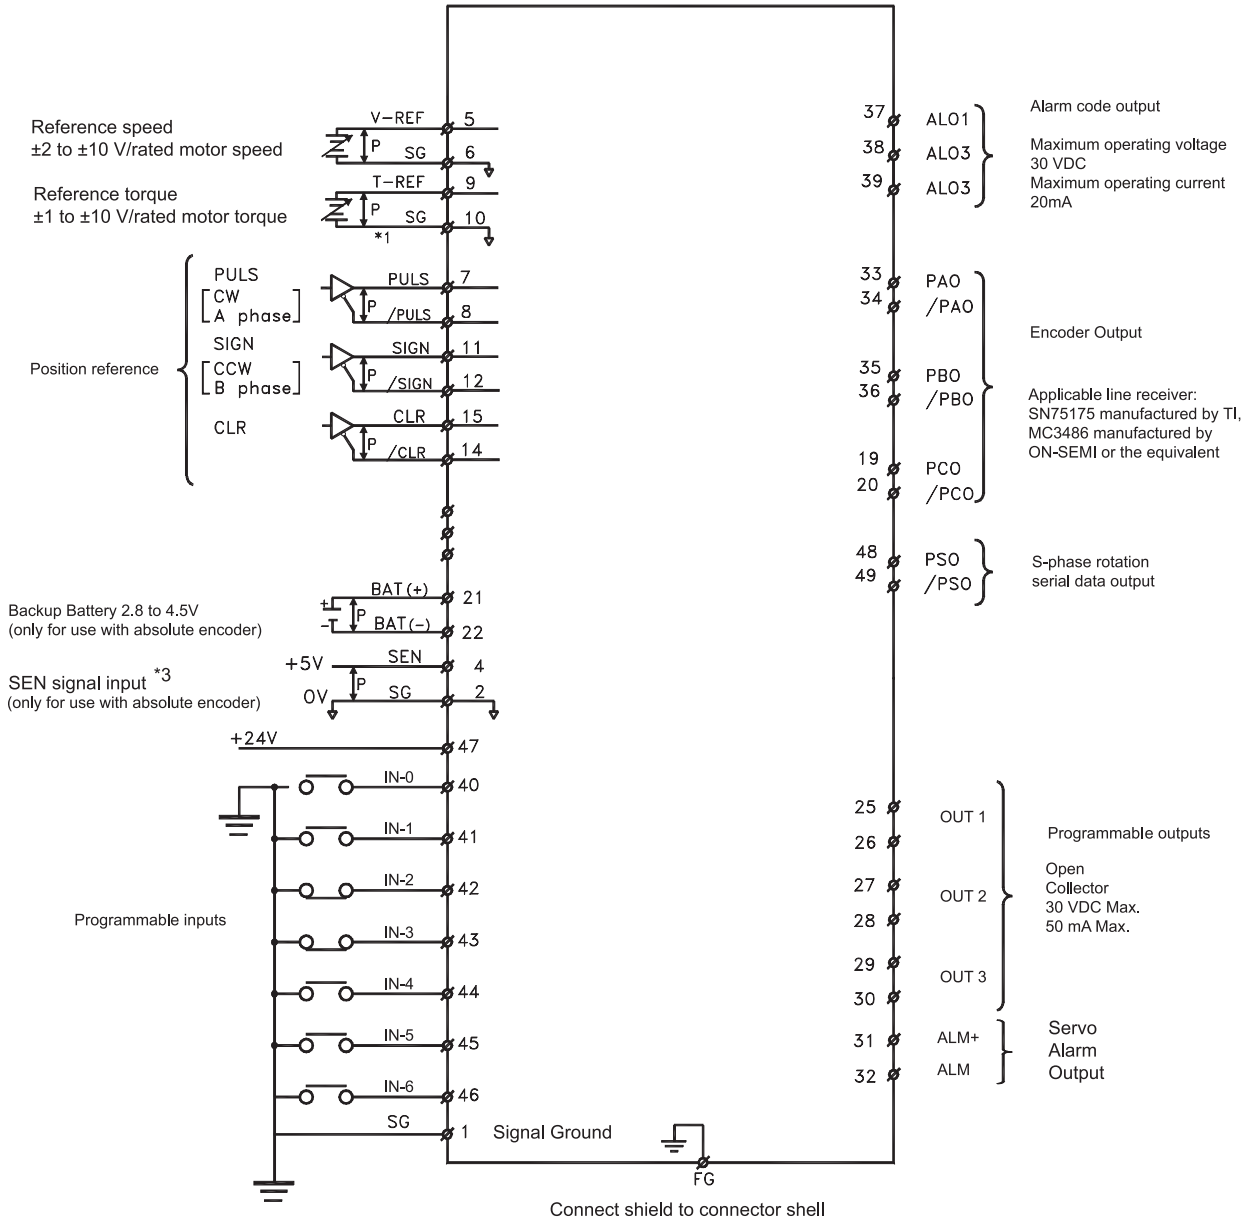 Reference speed
±2 to ±10 V/rated motor speed
V-REF 5
P
SG 6
Reference torque
±1 to ±10 V/rated motor torque
T-REF 9
P
SG 10
*1
Position reference
PULS
[CW
A phase]
PULS 7
P
/PULS 8
SIGN
[CCW
B phase]
SIGN 11
P
/SIGN 12
CLR
CLR 15
P
/CLR 14
Backup Battery 2.8 to 4.5V
(only for use with absolute encoder)
+
-
BAT(+) 21
P
BAT(-) 22
SEN signal input *3
(only for use with absolute encoder)
+5V SEN 4
P
0V SG 2
+24V 47
Programmable inputs
IN-0 40
IN-1 41
IN-2 42
IN-3 43
IN-4 44
IN-5 45
IN-6 46
SG 1 Signal Ground
FG
Connect shield to connector shell
37 ALO1
38 ALO3
39 ALO3
Alarm code output
Maximum operating voltage
30 VDC
Maximum operating current
20mA
33 PAO
34 /PAO
35 PBO
36 /PBO
19 PCO
20 /PCO
Encoder Output
Applicable line receiver:
SN75175 manufactured by TI,
MC3486 manufactured by
ON-SEMI or the equivalent
48 PSO
49 /PSO
S-phase rotation
serial data output
25
OUT 1
26
27
OUT 2
28
29
OUT 3
30
Programmable outputs
Open
Collector
30 VDC Max.
50 mA Max.
31 ALM+
32 ALM
Servo
Alarm
Output